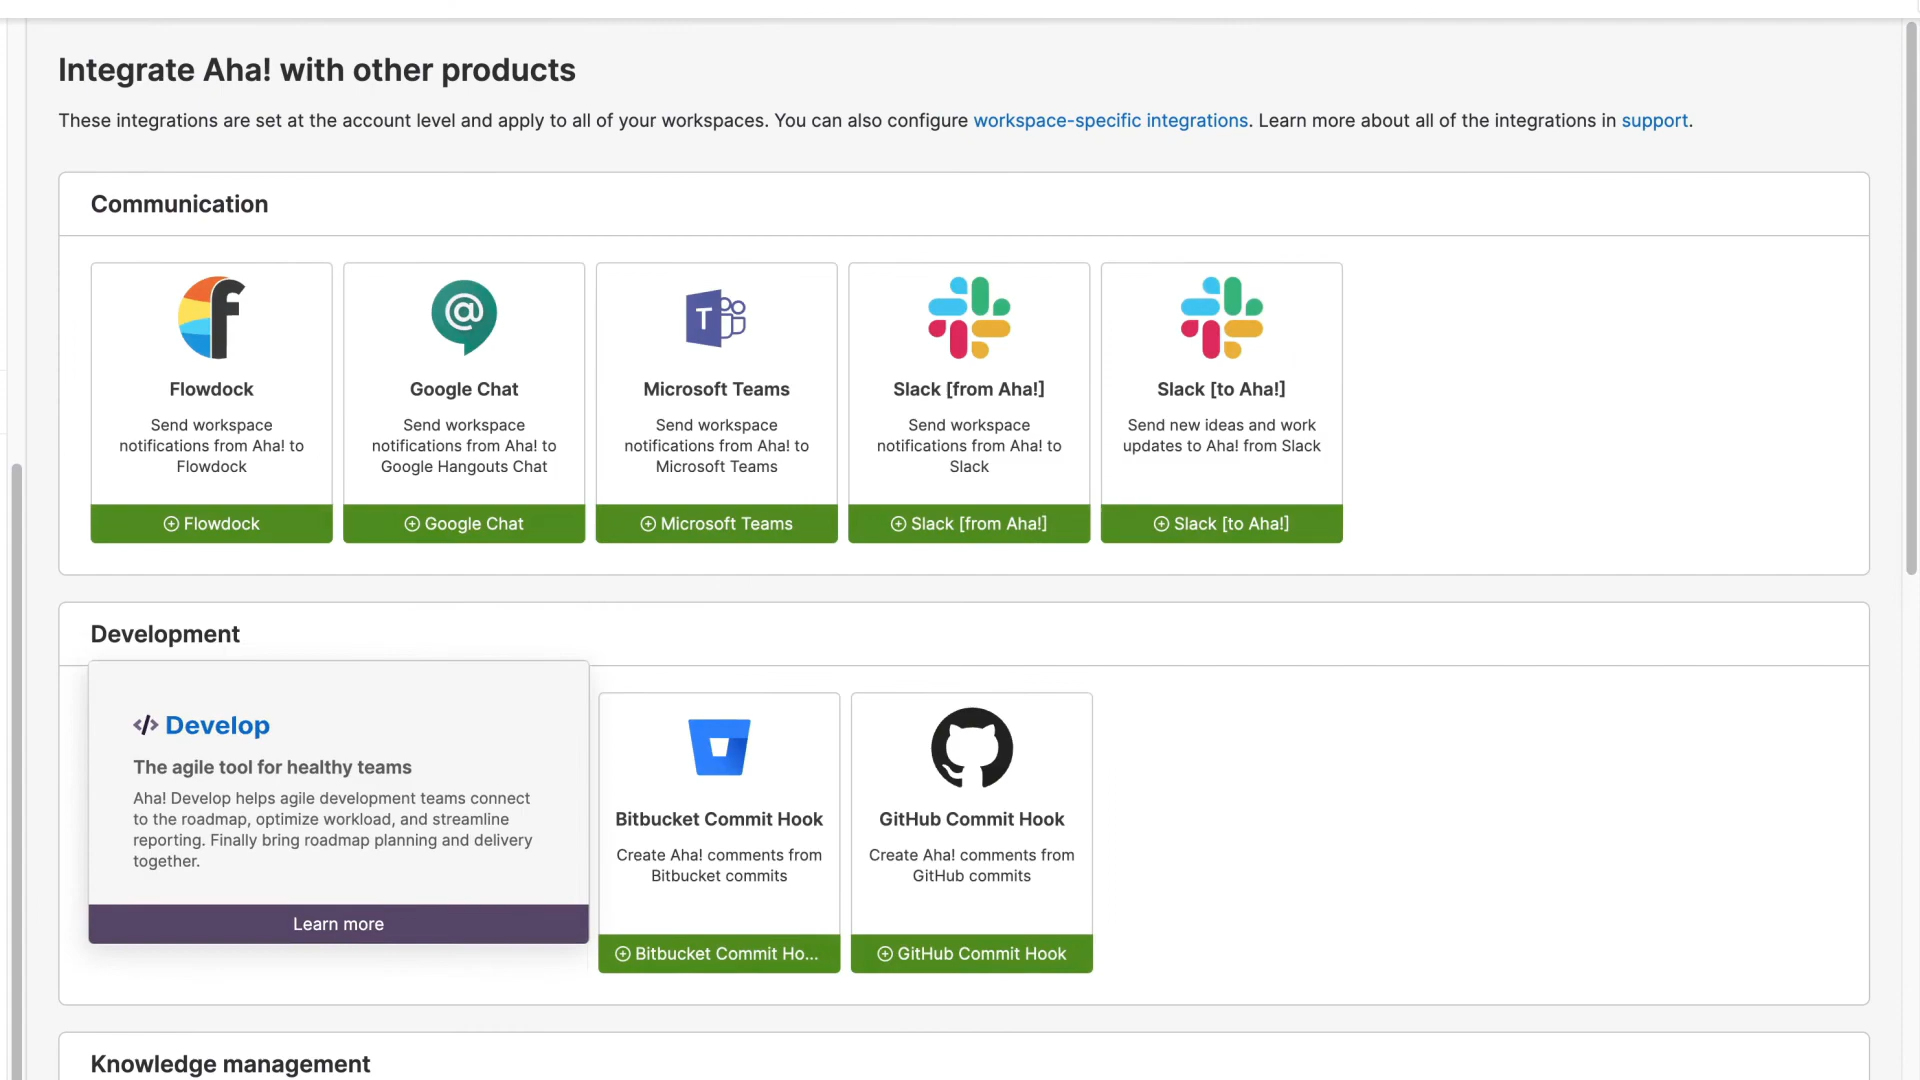 Integrate Aha! with other products
These integrations are set at the account level and apply to all of your workspaces. You can also configure workspace-specific integrations. Learn more about all of the integrations in support.
Communication
Flowdock
Send workspace
notifications from Aha! to
Flowdock
Flowdock
Google Chat
Send workspace
notifications from Aha! to
Google Hangouts Chat
Google Chat
T
Microsoft Teams
Send workspace
notifications from Aha! to
Microsoft Teams
Microsoft Teams
Slack [from Aha!]
Send workspace
notifications from Aha! to
Slack
Slack [from Aha!]
Slack [to Aha!]
Send new ideas and work
updates to Aha! from Slack
Slack [to Aha!]
Development
</> Develop
The agile tool for healthy teams
Aha! Develop helps agile development teams connect
to the roadmap, optimize workload, and streamline
reporting. Finally bring roadmap planning and delivery
together.
Learn more
Bitbucket Commit Hook
Create Aha! comments from
Bitbucket commits
Bitbucket Commit Ho...
GitHub Commit Hook
Create Aha! comments from
GitHub commits
GitHub Commit Hook
Knowledge management